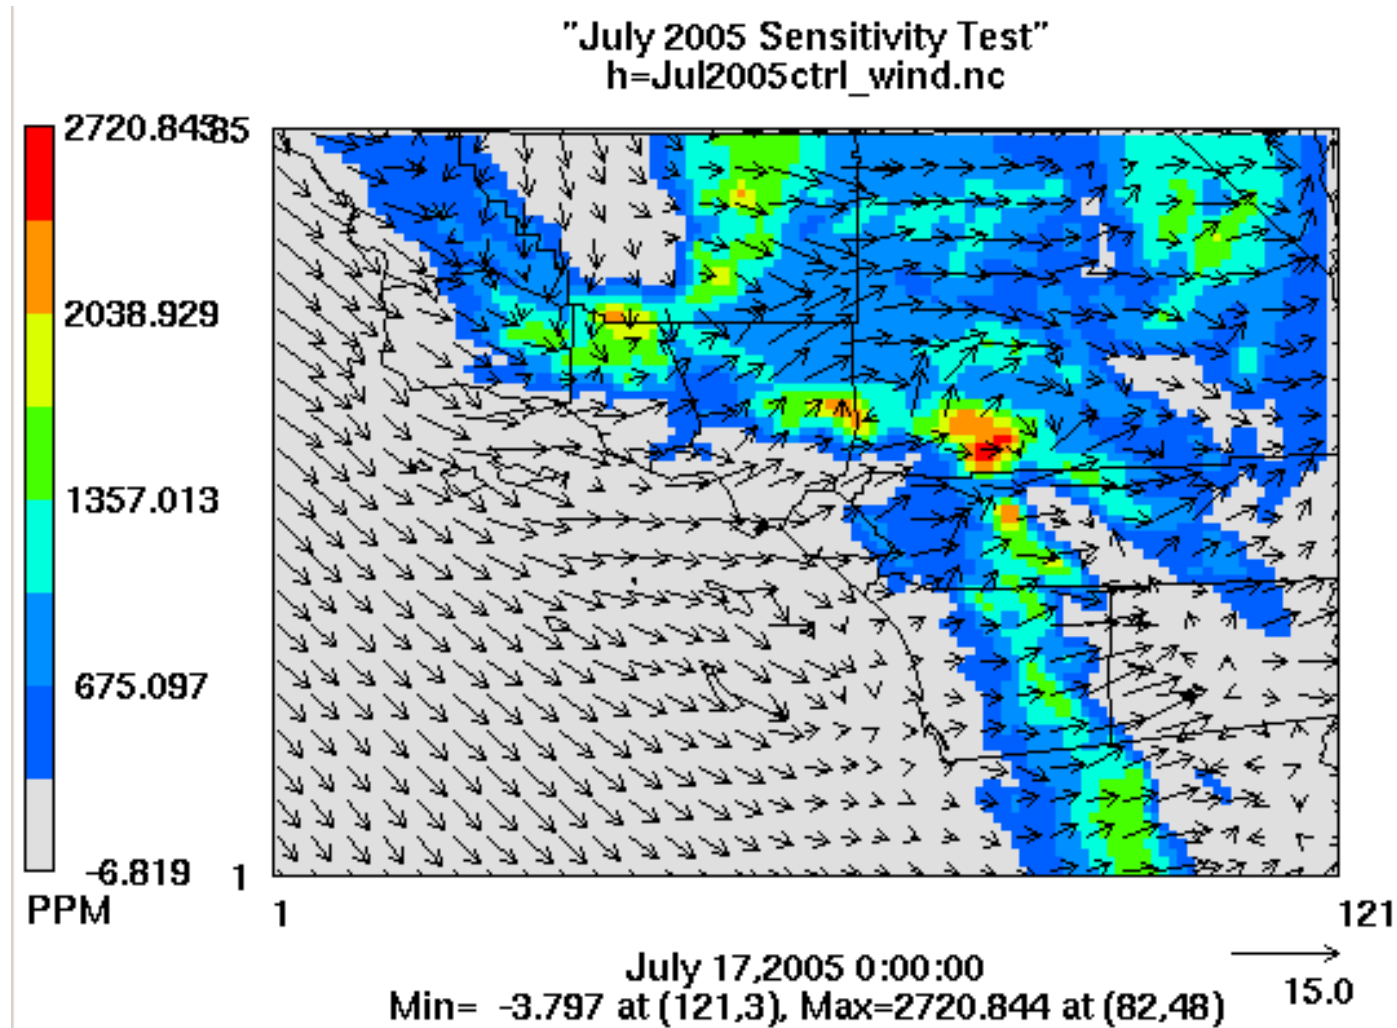 "July 2005 Sensitivity Test"
h=Jul2005ctrl_wind.nc
2720.843
85
2038.929
1357.013
675.097
-6.819
1
PPM
1
121
July 17,2005 0:00:00
Min= -3.797 at (121,3), Max=2720.844 at (82,48)
15.0